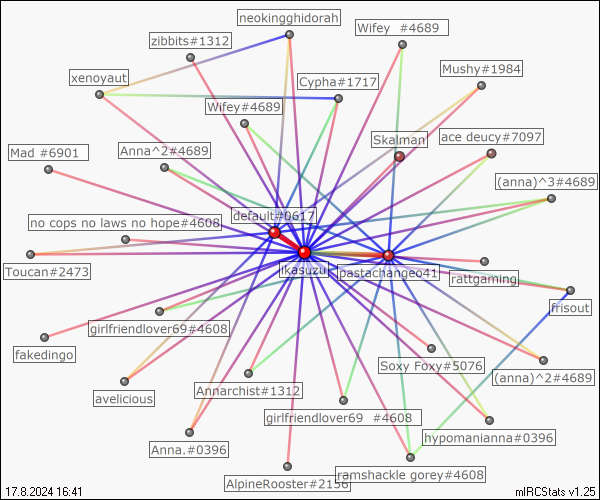 neokingghidorah
Wifey  #4689
zibbits#1312
Mushy#1984
xenoyaut
Cypha#1717
Wifey#4689
Skalman
ace deucy#7097
Mad #6901
Anna^2#4689
(anna)^3#4689
default#0617
no cops no laws no hope#4608
Toucan#2473
ikasuzu
pastachange041
rattgaming
frisout
girlfriendlover69#4608
fakedingo
Soxy Foxy#5076
(anna)^2#4689
avelicious
Annarchist#1312
girlfriendlover69  #4608
hypomanianna#0396
Anna.#0396
AlpineRooster#2156
ramshackle gorey#4608
17.8.2024 16:41
mIRCStats v1.25